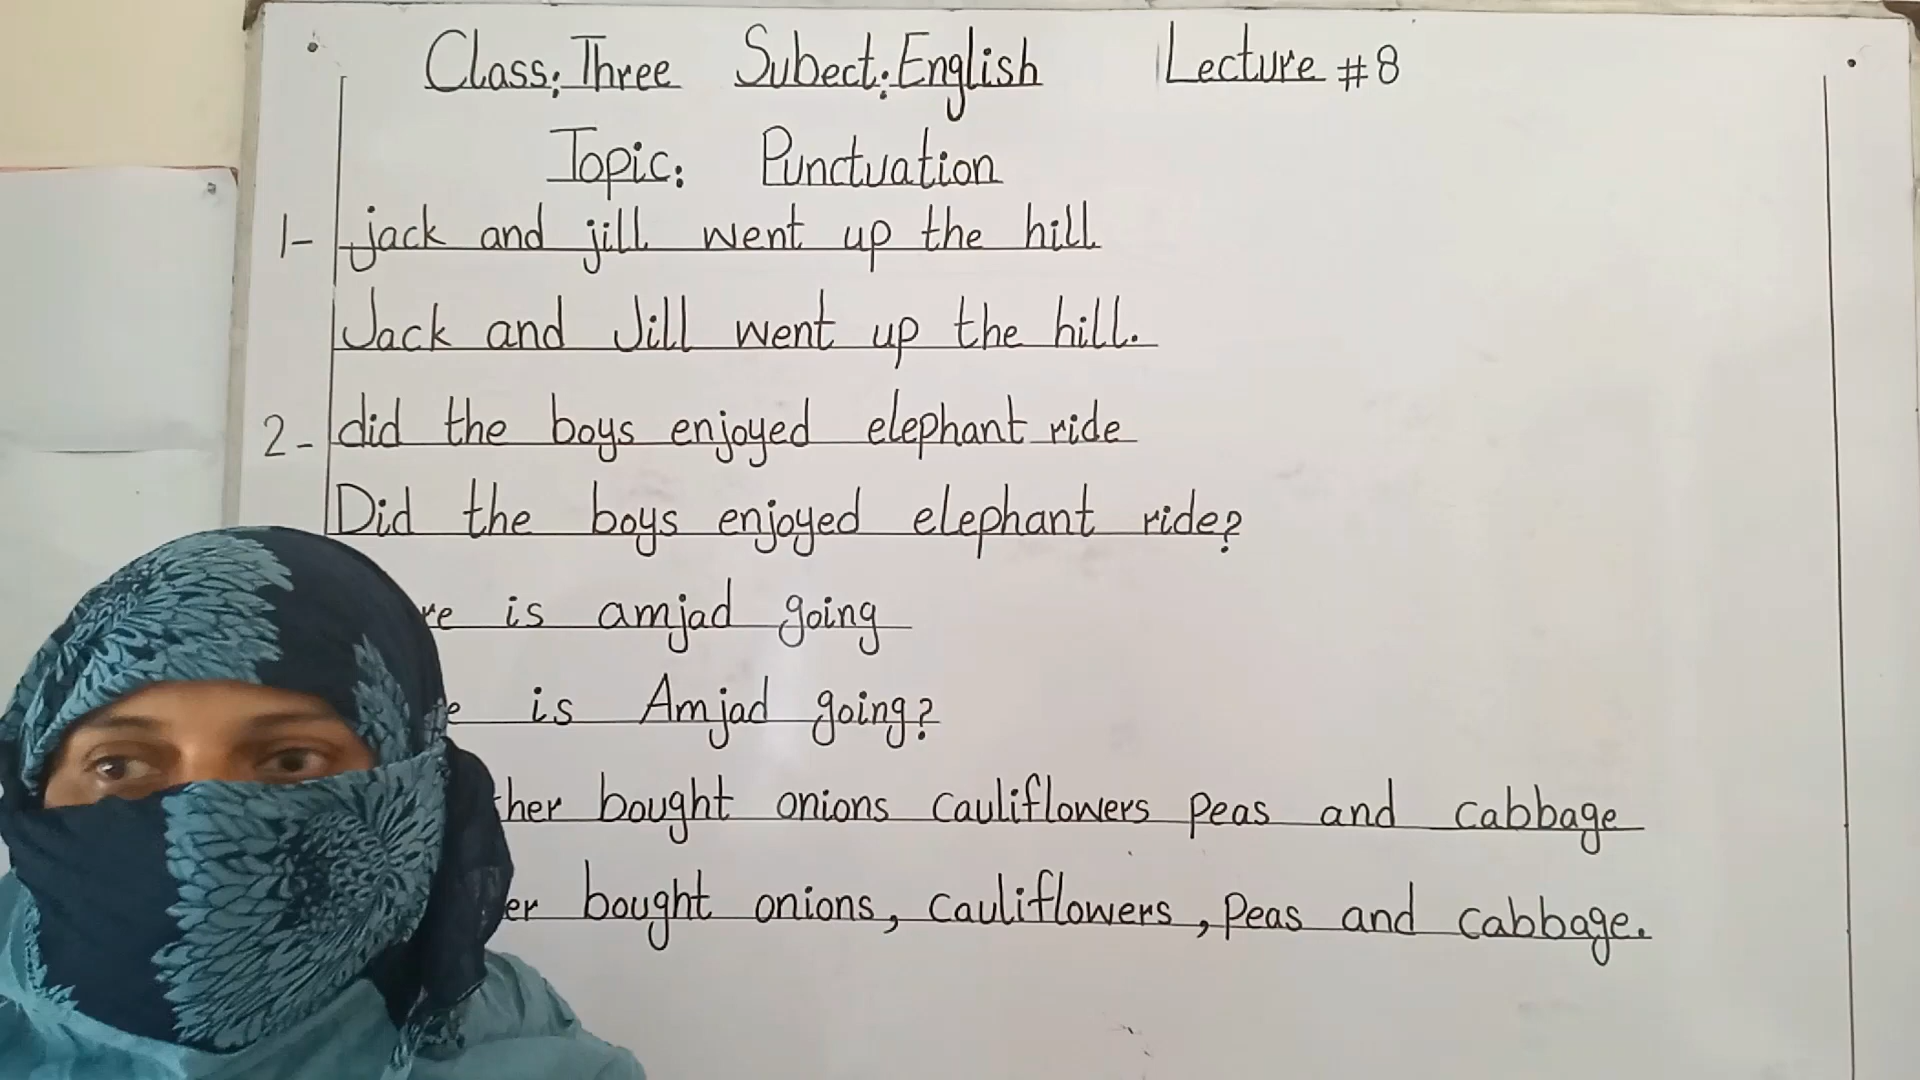 Class: Three Subect: English Lecture #8
Topic: Punctuation
1- jack and jill went up the hill
Jack and Jill went up the hill.
2- did the boys enjoyed elephant ride
Did the boys enjoyed elephant ride?
is amjad going
is Amjad going?
bought onions cauliflowers peas and cabbage
bought onions, cauliflowers, Peas and cabbage.